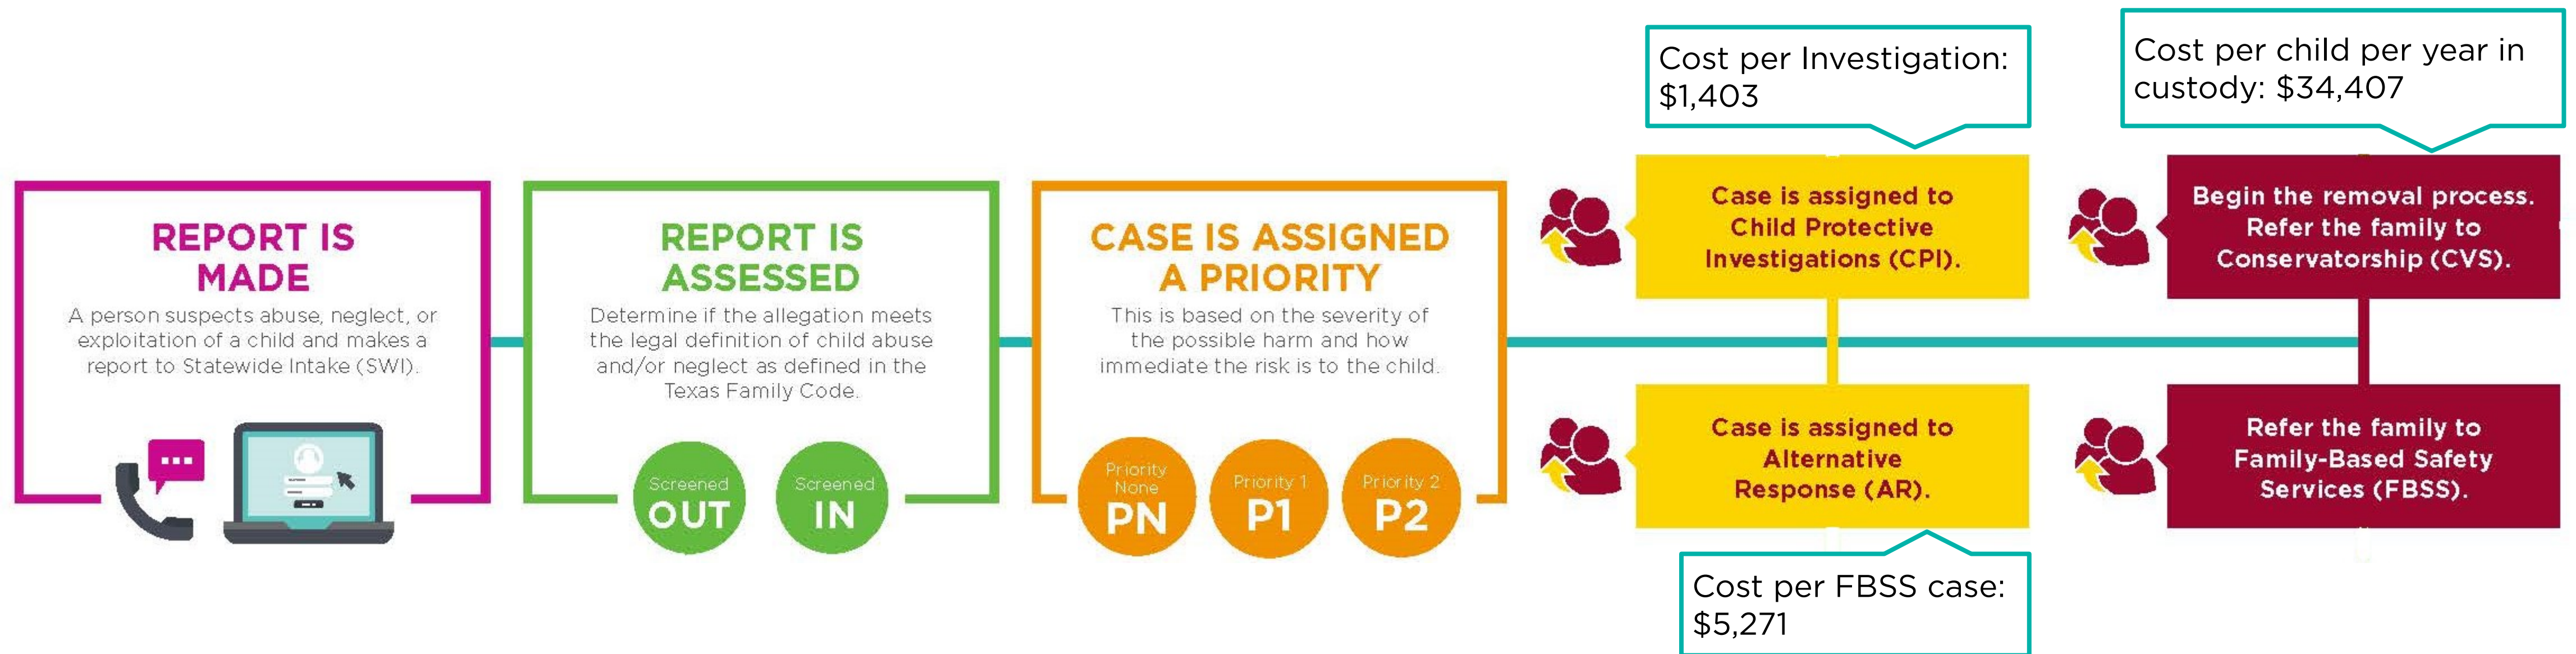 REPORT IS
MADE
A person suspects abuse, neglect, or
exploitation of a child and makes a
report to Statewide Intake (SWI).
REPORT IS
ASSESSED
Determine if the allegation meets
the legal definition of child abuse
and/or neglect as defined in the
Texas Family Code.
Screened
OUT
Screened
IN
CASE IS ASSIGNED
A PRIORITY
This is based on the severity of
the possible harm and how
immediate the risk is to the child.
Priority
None
PN
Priority 1
P1
Priority 2
P2
Cost per Investigation:
$1,403
Case is assigned to
Child Protective
Investigations (CPI).
Case is assigned to
Alternative
Response (AR).
Cost per FBSS case:
$5,271
Cost per child per year in
custody: $34,407
Begin the removal process.
Refer the family to
Conservatorship (CVS).
Refer the family to
Family-Based Safety
Services (FBSS).